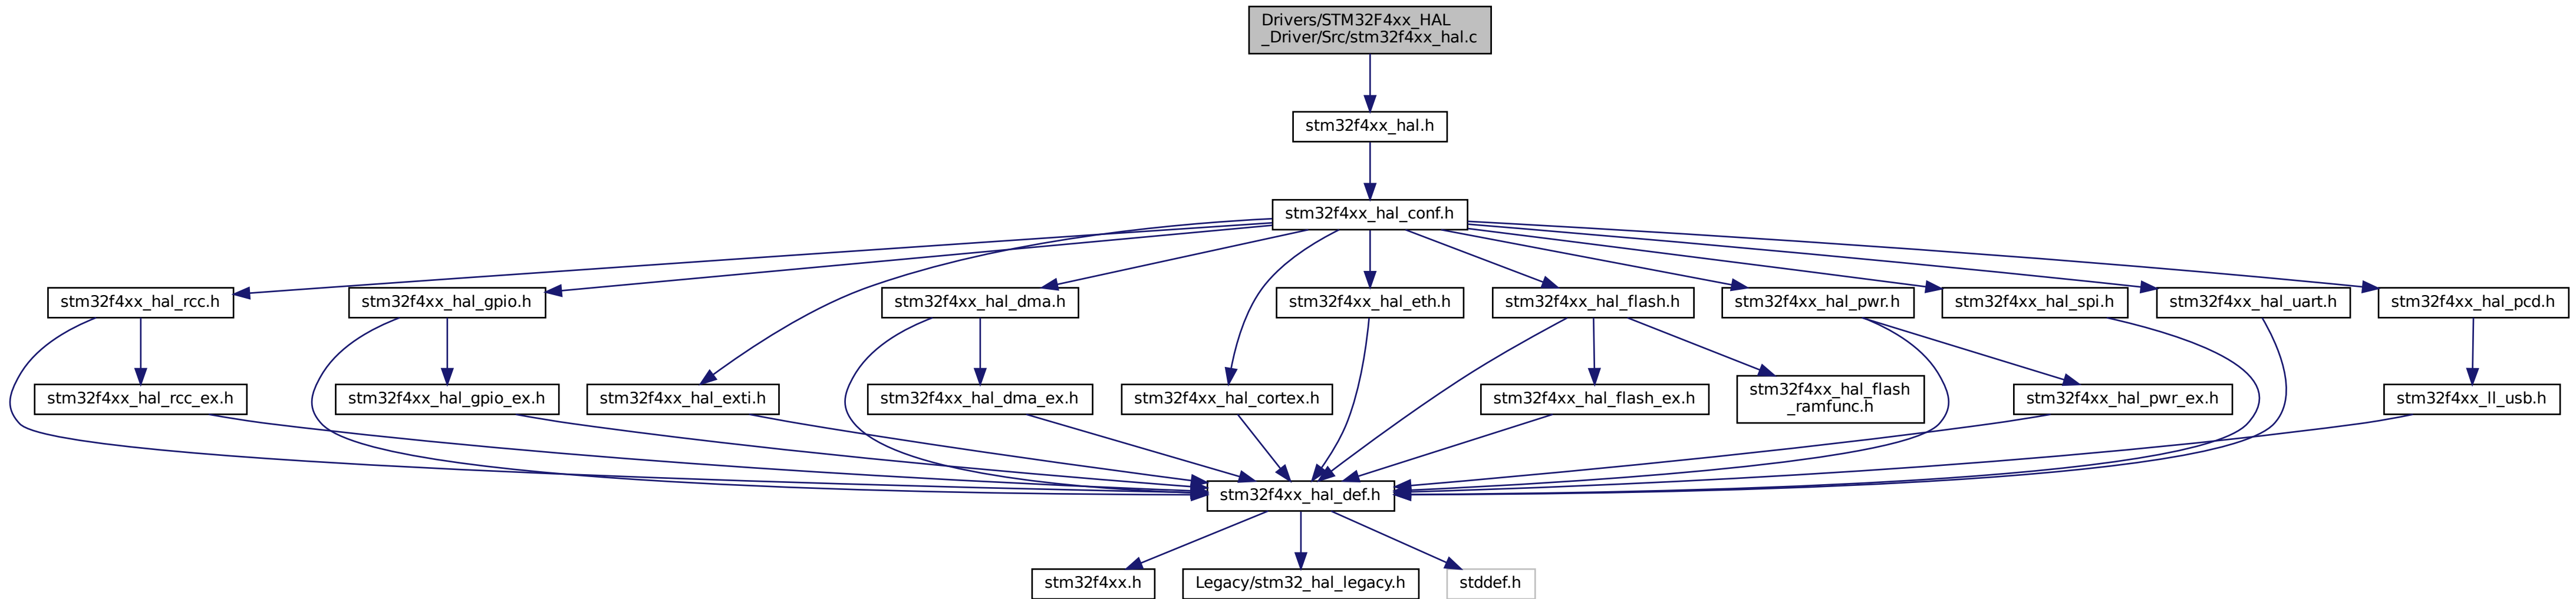 Drivers/STM32F4xx_HAL
_Driver/Src/stm32f4xx_hal.c
stm32f4xx_hal.h
stm32f4xx_hal_conf.h
stm32f4xx_hal_rcc.h
stm32f4xx_hal_gpio.h
stm32f4xx_hal_dma.h
stm32f4xx_hal_eth.h
stm32f4xx_hal_flash.h
stm32f4xx_hal_pwr.h
stm32f4xx_hal_spi.h
stm32f4xx_hal_uart.h
stm32f4xx_hal_pcd.h
stm32f4xx_hal_rcc_ex.h
stm32f4xx_hal_gpio_ex.h
stm32f4xx_hal_exti.h
stm32f4xx_hal_dma_ex.h
stm32f4xx_hal_cortex.h
stm32f4xx_hal_flash_ex.h
stm32f4xx_hal_flash
_ramfunc.h
stm32f4xx_hal_pwr_ex.h
stm32f4xx_ll_usb.h
stm32f4xx_hal_def.h
stm32f4xx.h
Legacy/stm32_hal_legacy.h
stddef.h